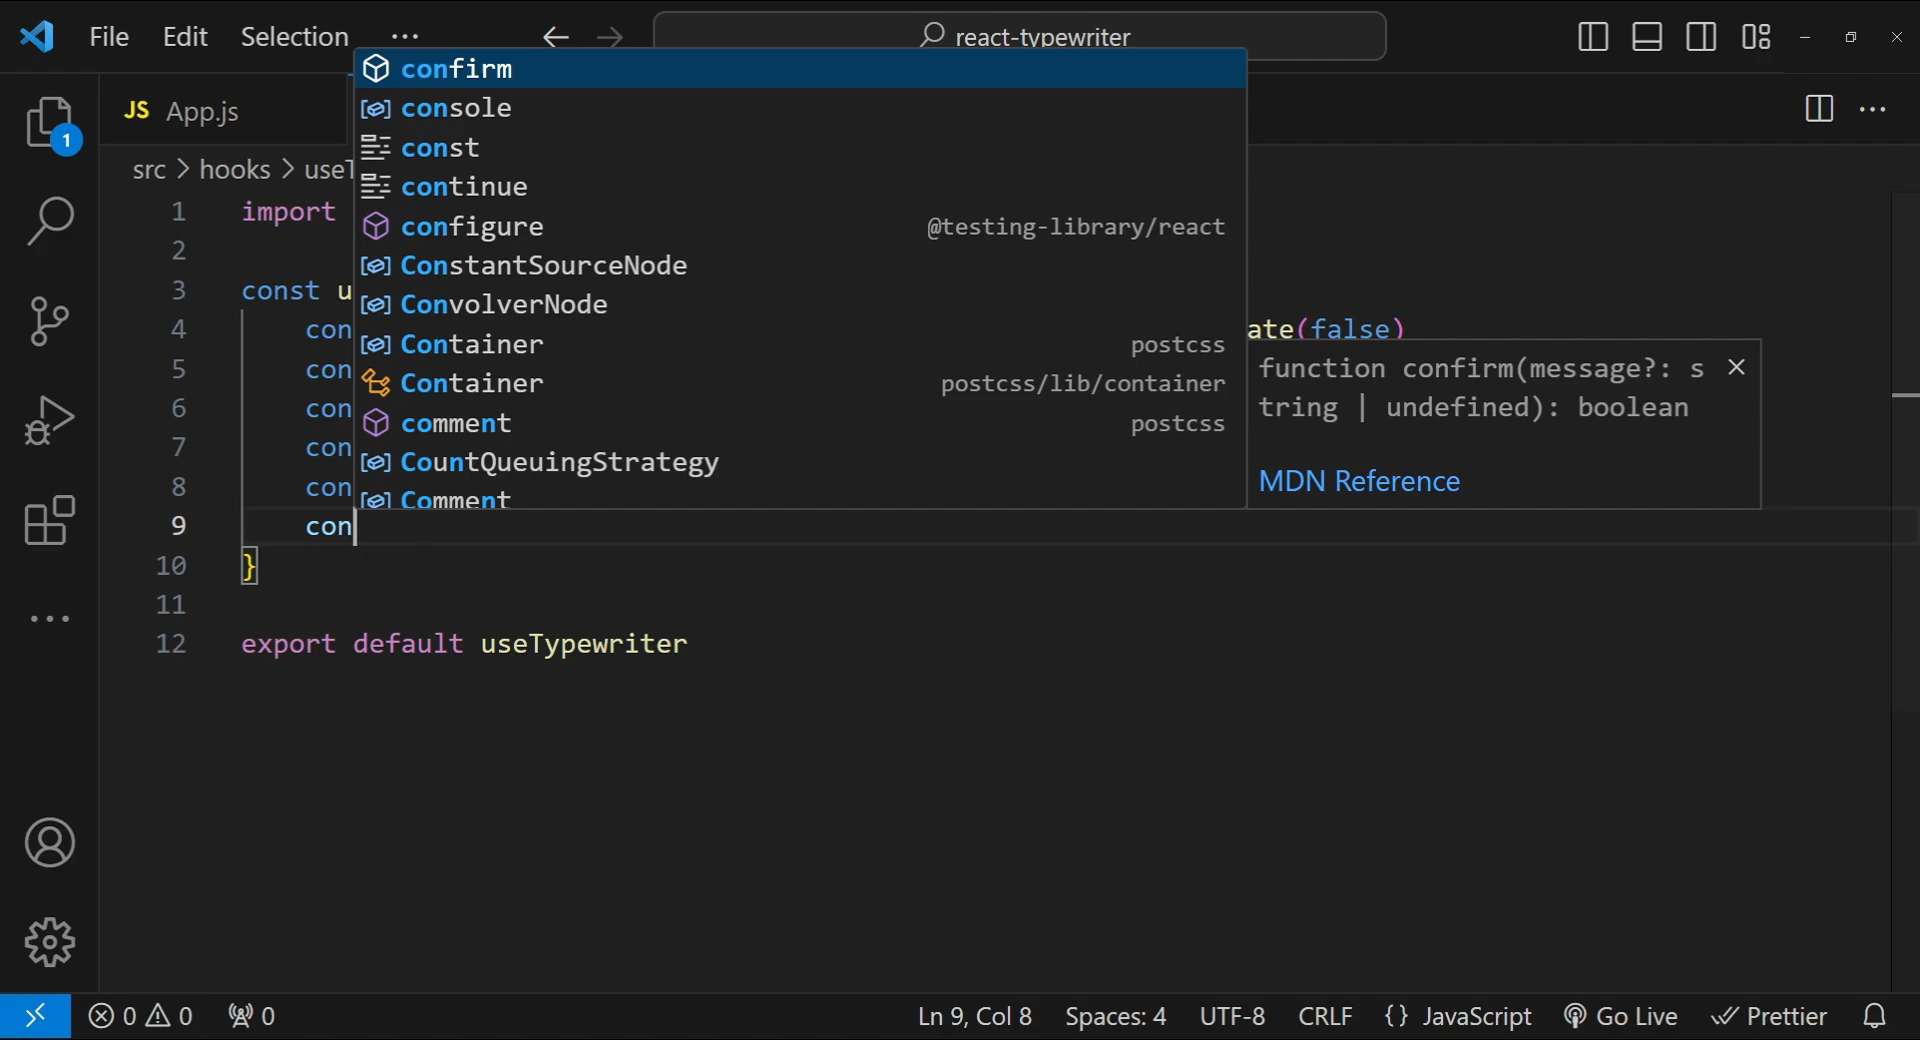 File Edit Selection ··· react-typewriter
1
JS App.js
src > hooks > useT
1 import
2
3 const u
4 con ate(false)
5 con
6 con
7 con
8 con
9 con
10 }
11
12 export default useTypewriter
confirm
console
const
continue
configure @testing-library/react
ConstantSourceNode
ConvolverNode
Container postcss
Container postcss/lib/container
comment postcss
CountQueuingStrategy
Comment
function confirm(message?: s
tring | undefined): boolean
MDN Reference
0 0 0 Ln 9, Col 8 Spaces: 4 UTF-8 CRLF {} JavaScript Go Live Prettier